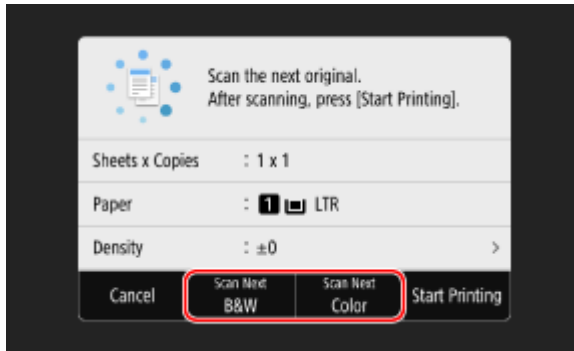 Scan the next original.
After scanning, press [Start Printing].
Sheets x Copies : 1 x 1
Paper : 1 LTR
Density : ±0 >
Cancel
Scan Next
B&W
Scan Next
Color
Start Printing